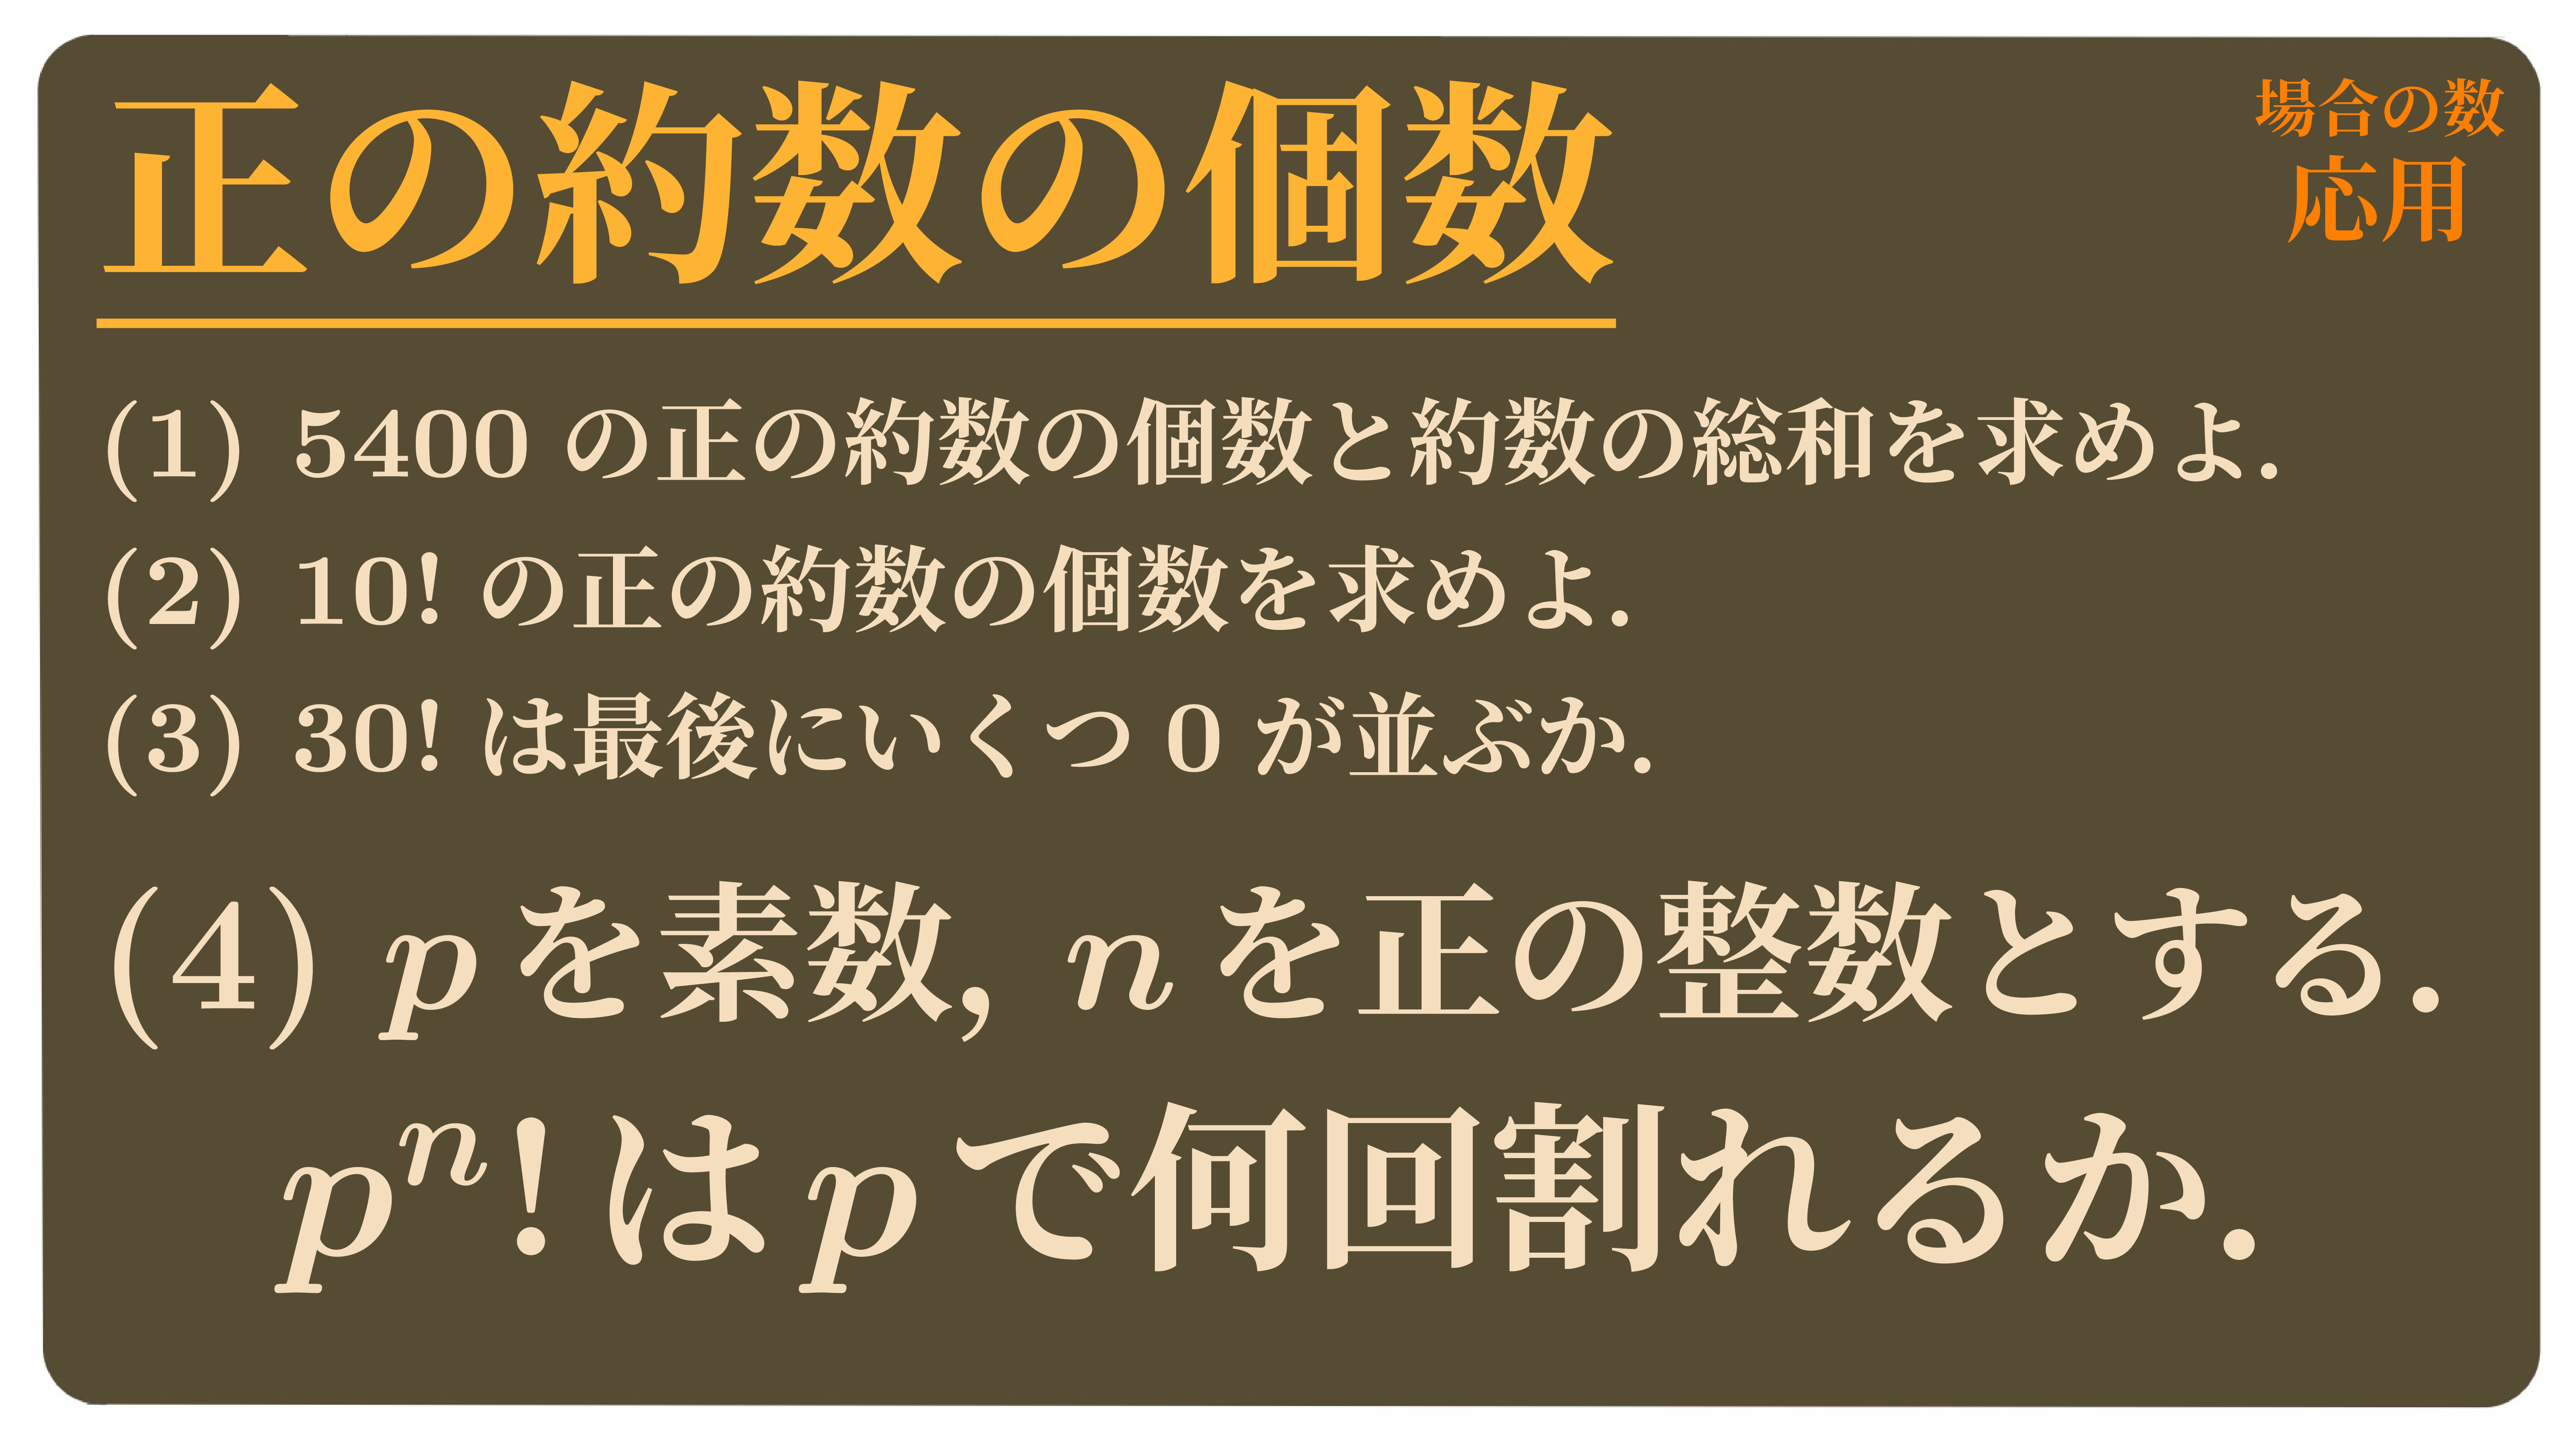 正の約数の個数
場合の数
応用
(1) 5400 の正の約数の個数と約数の総和を求めよ.
(2) 10! の正の約数の個数を求めよ.
(3) 30! は最後にいくつ 0 が並ぶか.
(4) p を素数, n を正の整数とする.
pⁿ! は p で何回割れるか.